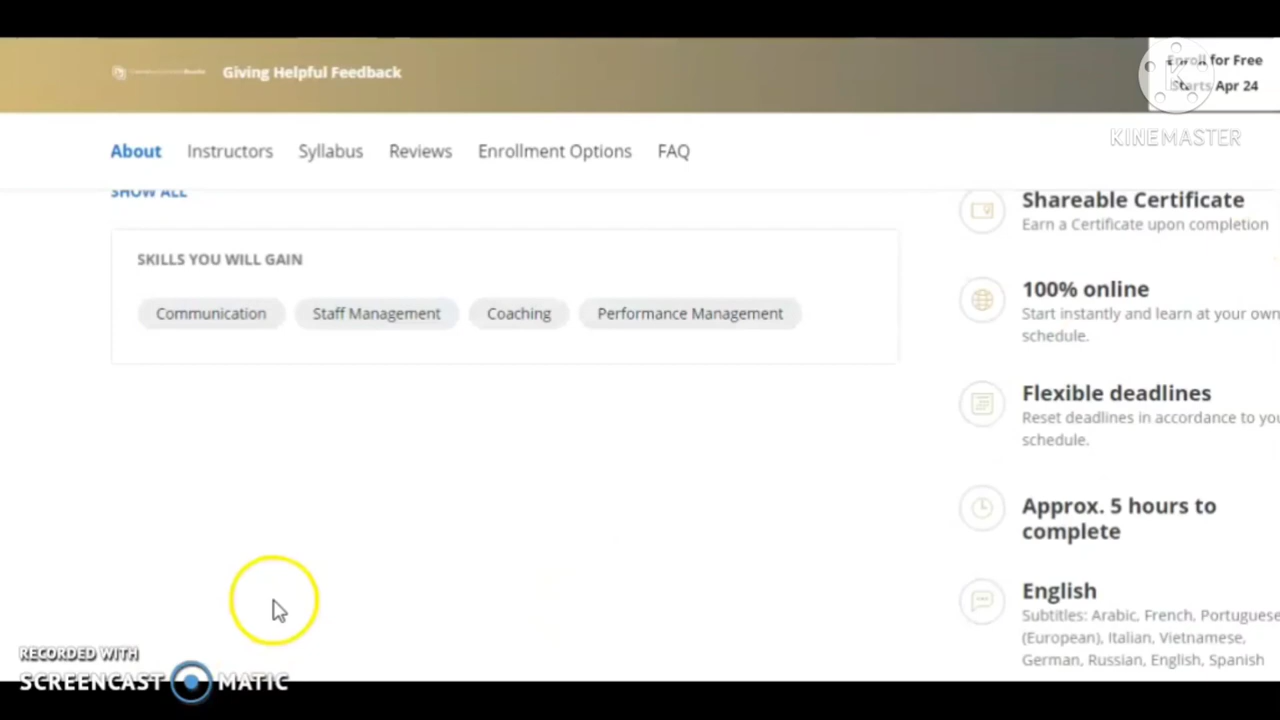 Giving Helpful Feedback
Enroll for Free
Starts Apr 24
KINEMASTER
About Instructors Syllabus Reviews Enrollment Options FAQ
SHOW ALL
SKILLS YOU WILL GAIN
Communication Staff Management Coaching Performance Management
Shareable Certificate
Earn a Certificate upon completion
100% online
Start instantly and learn at your own
schedule.
Flexible deadlines
Reset deadlines in accordance to you
schedule.
Approx. 5 hours to
complete
English
Subtitles: Arabic, French, Portuguese
(European), Italian, Vietnamese,
German, Russian, English, Spanish
RECORDED WITH
SCREENCAST MATIC